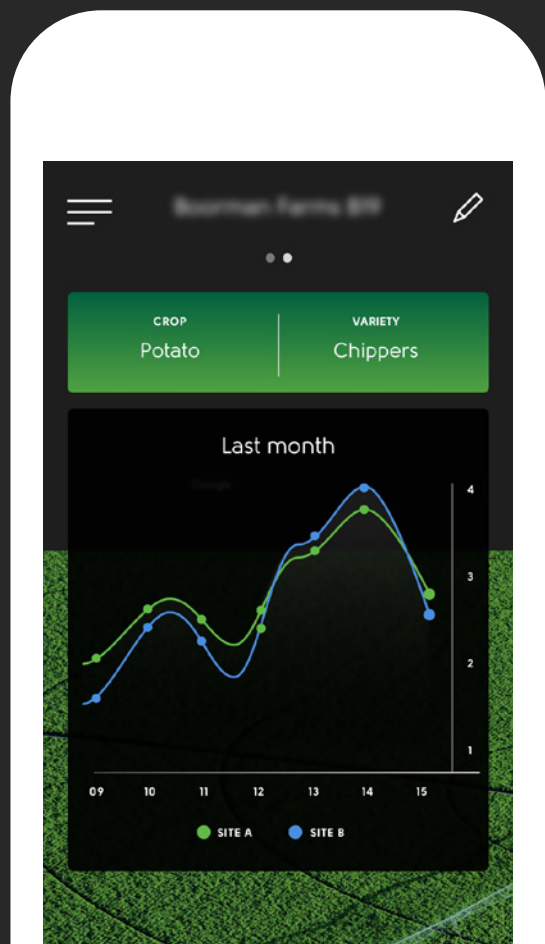 CROP VARIETY
Potato Chippers
Last month
4
3
2
1
09 10 11 12 13 14 15
SITE A SITE B